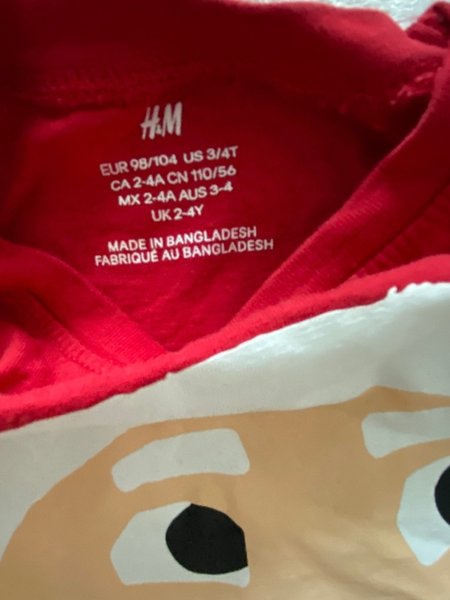 H&M
EUR 98/104 US 3/4T
CA 2-4A CN 110/56
MX 2-4A AUS 3-4
UK 2-4Y
MADE IN BANGLADESH
FABRIQUÉ AU BANGLADESH